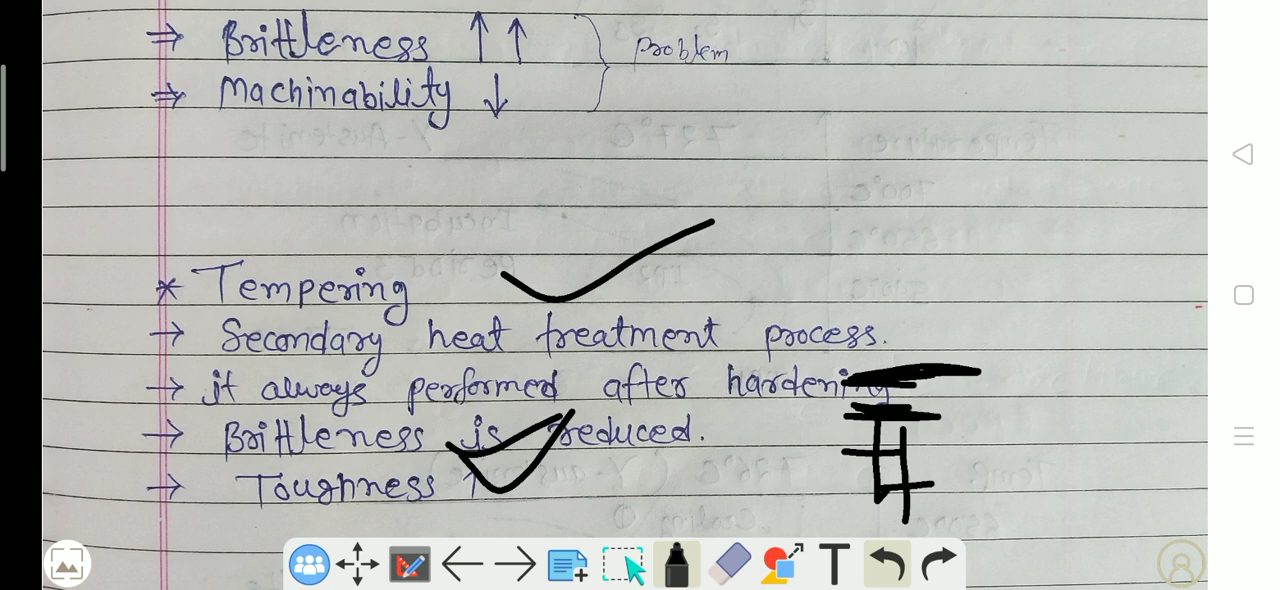 ⇒ Brittleness ↑ ↑
⇒ Machinability ↓ } Problem
* Tempering
→ Secondary heat treatment process.
→ it always performed after hardening
→ Brittleness is reduced.
→ Toughness ↑
T